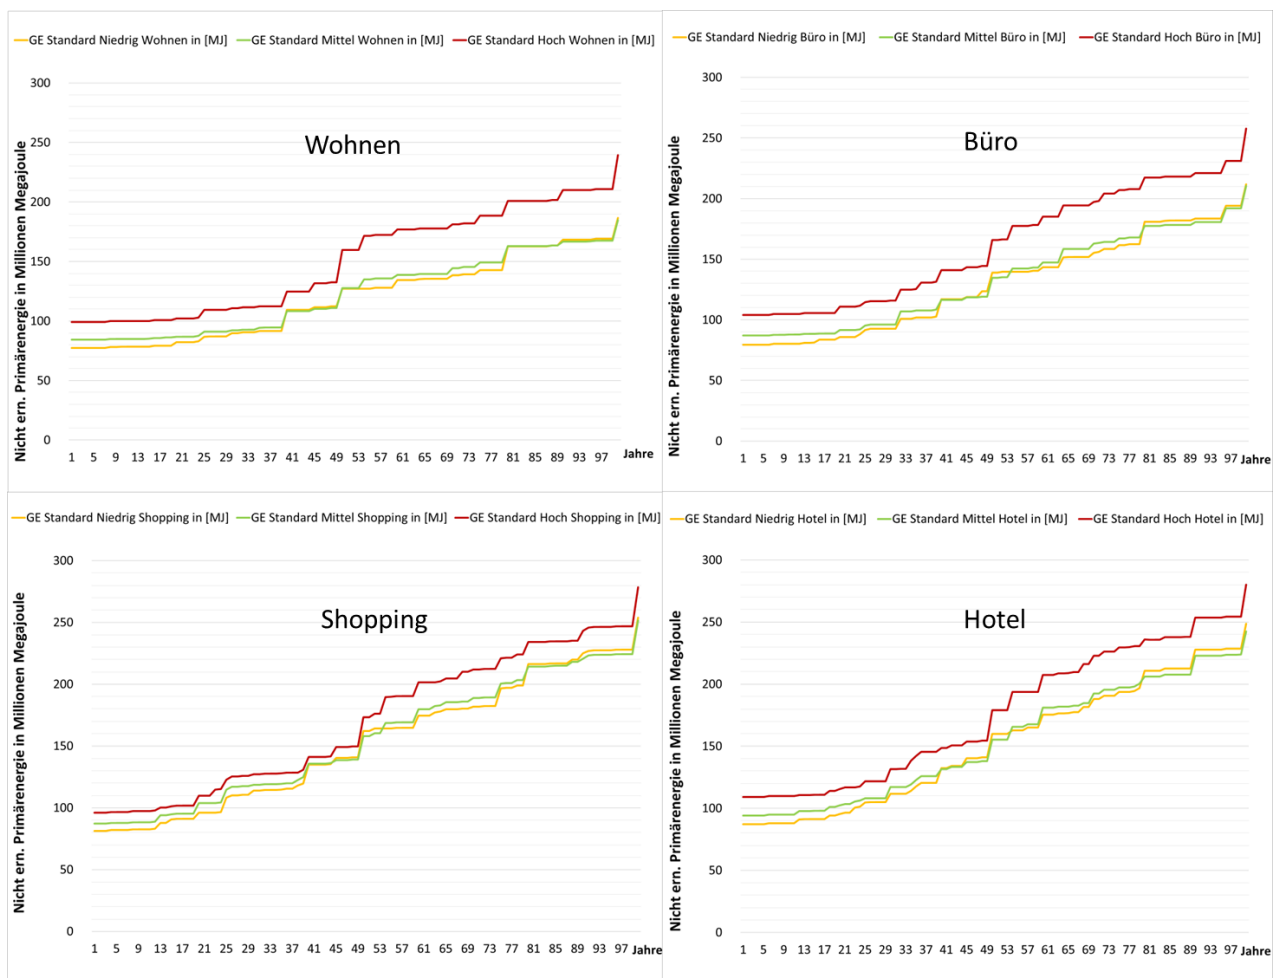 GE Standard Niedrig Wohnen in [MJ] GE Standard Mittel Wohnen in [MJ] GE Standard Hoch Wohnen in [MJ]
Nicht ern. Primärenergie in Millionen Megajoule
Wohnen
300
250
200
150
100
50
0
1 5 9 13 17 21 25 29 33 37 41 45 49 53 57 61 65 69 73 77 81 85 89 93 97 Jahre
GE Standard Niedrig Büro in [MJ] GE Standard Mittel Büro in [MJ] GE Standard Hoch Büro in [MJ]
Nicht ern. Primärenergie in Millionen Megajoule
Büro
300
250
200
150
100
50
0
1 5 9 13 17 21 25 29 33 37 41 45 49 53 57 61 65 69 73 77 81 85 89 93 97 Jahre
GE Standard Niedrig Shopping in [MJ] GE Standard Mittel Shopping in [MJ] GE Standard Hoch Shopping in [MJ]
Nicht ern. Primärenergie in Millionen Megajoule
Shopping
300
250
200
150
100
50
0
1 5 9 13 17 21 25 29 33 37 41 45 49 53 57 61 65 69 73 77 81 85 89 93 97 Jahre
GE Standard Niedrig Hotel in [MJ] GE Standard Mittel Hotel in [MJ] GE Standard Hoch Hotel in [MJ]
Nicht ern. Primärenergie in Millionen Megajoule
Hotel
300
250
200
150
100
50
0
1 5 9 13 17 21 25 29 33 37 41 45 49 53 57 61 65 69 73 77 81 85 89 93 97 Jahre